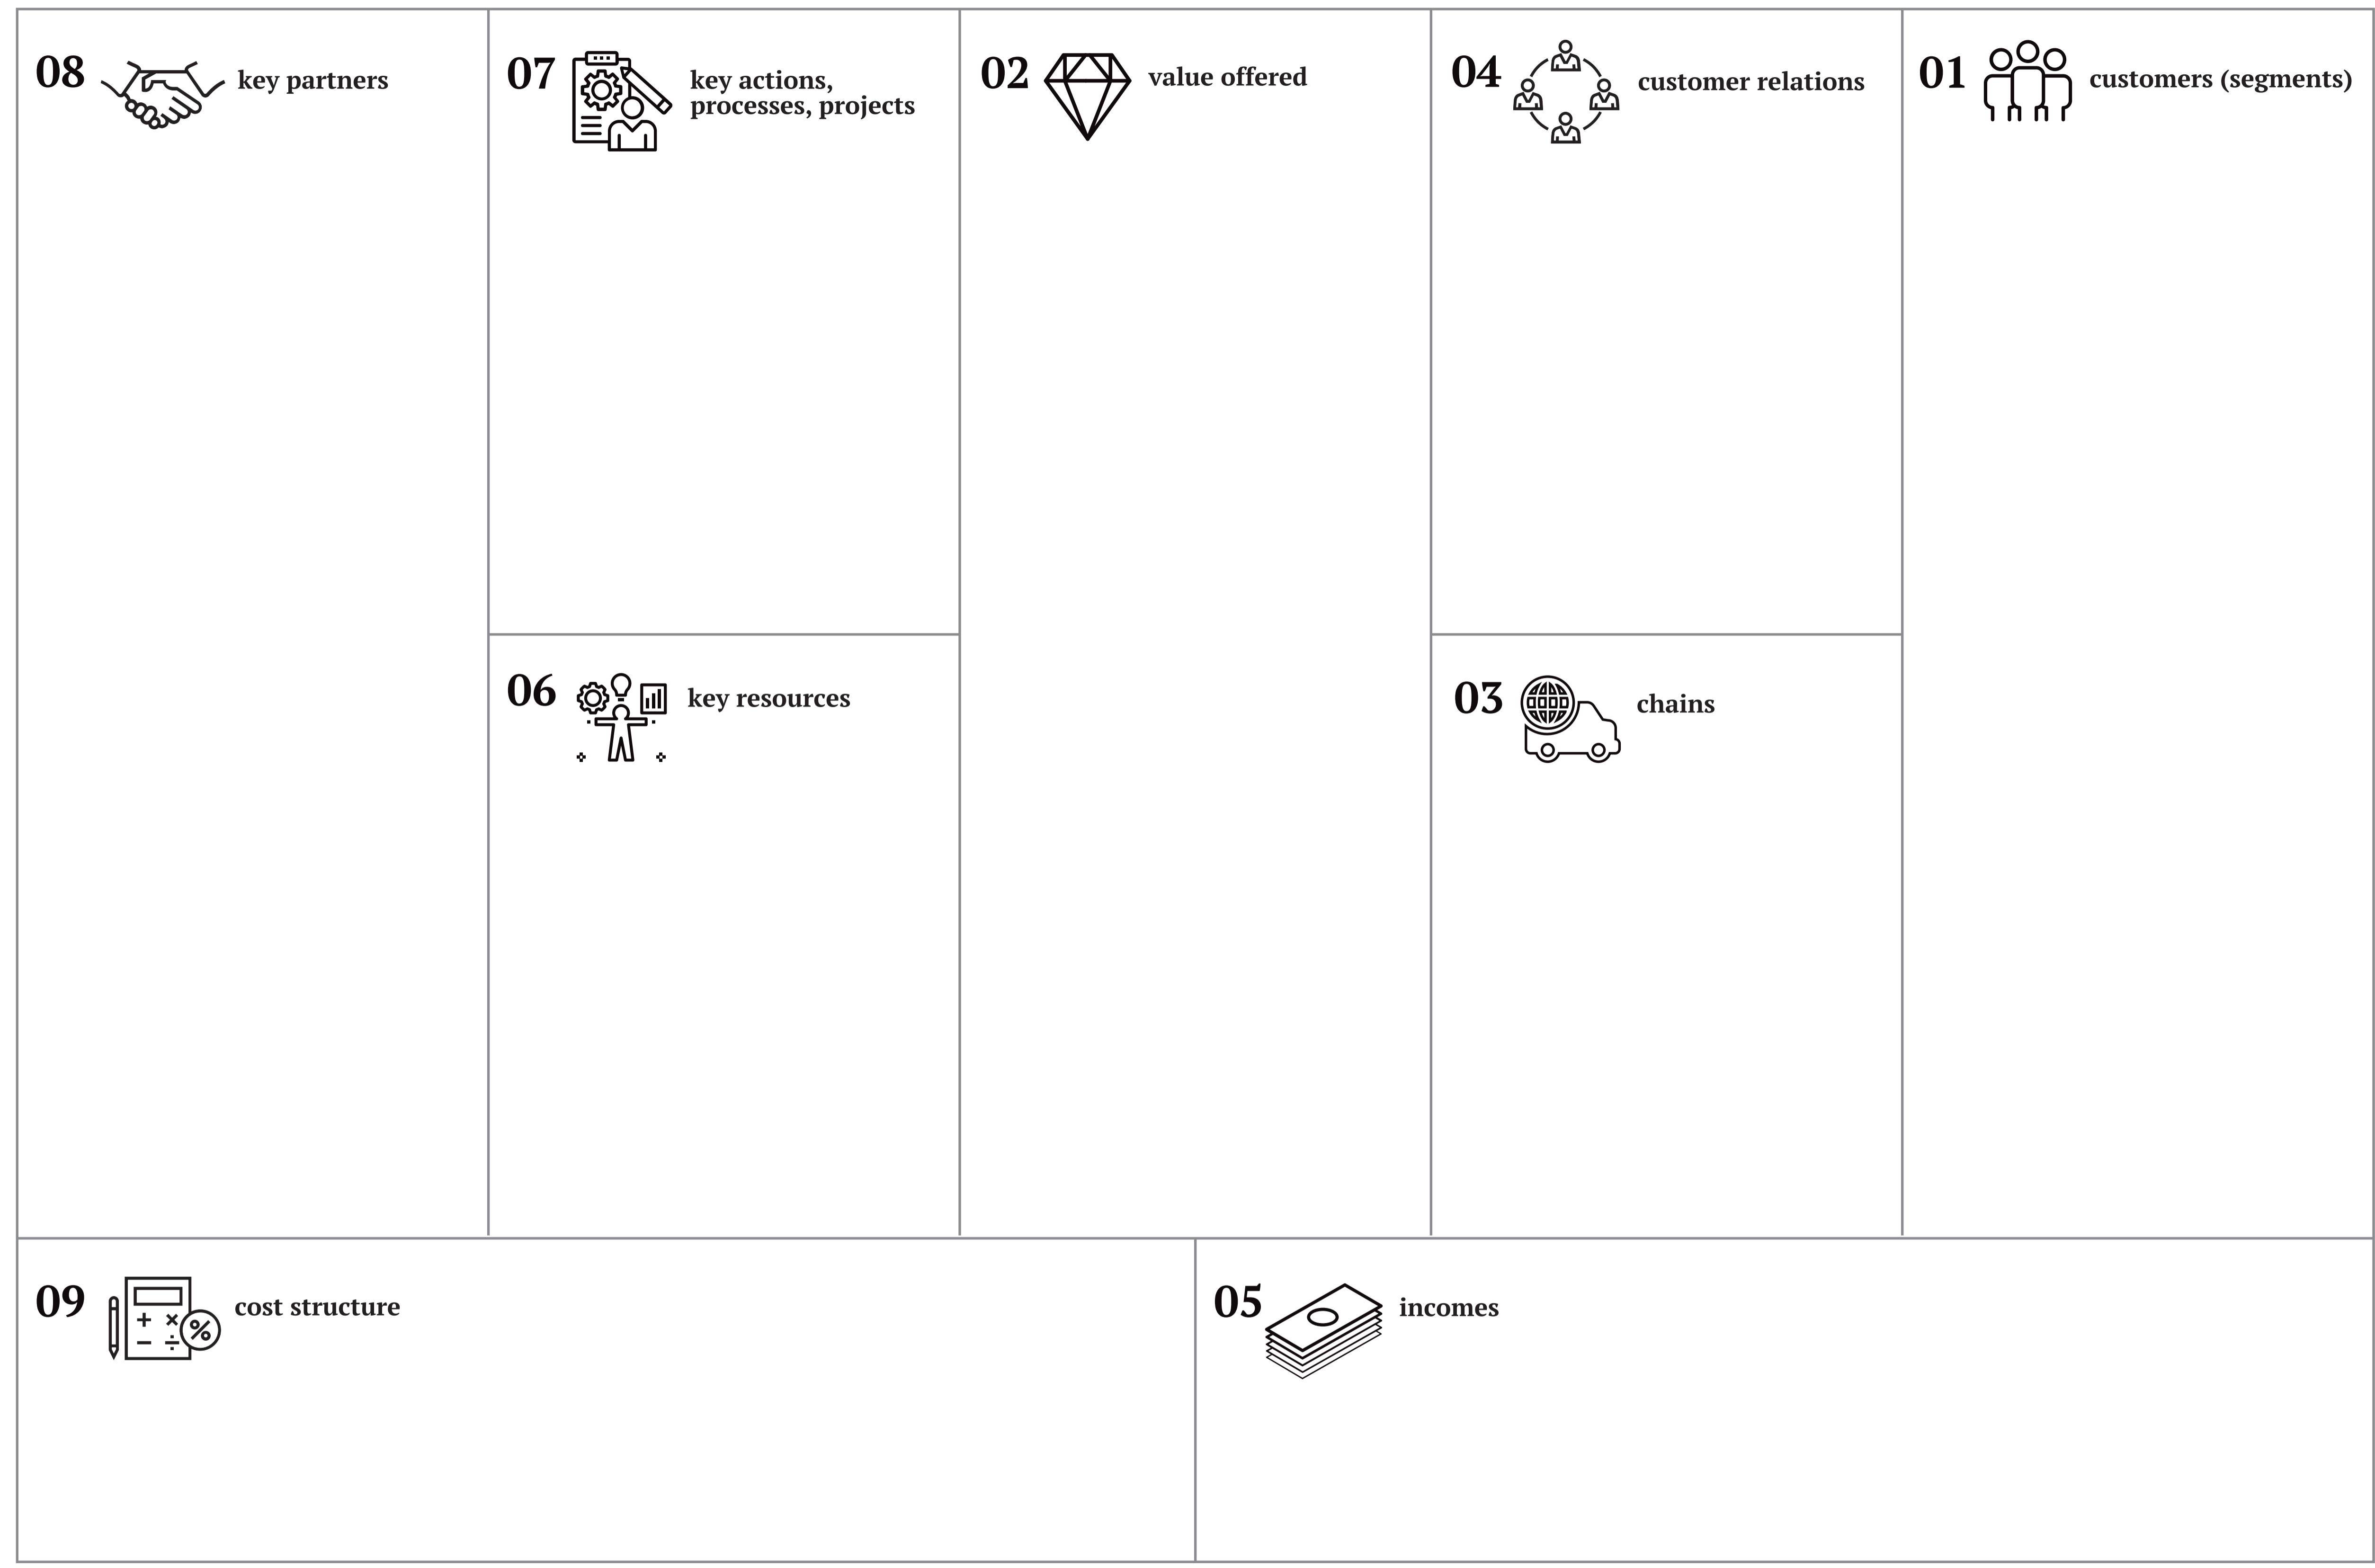 08 key partners
07 key actions,
processes, projects
02 value offered
04 customer relations
01 customers (segments)
06 key resources
03 chains
09 cost structure
05 incomes